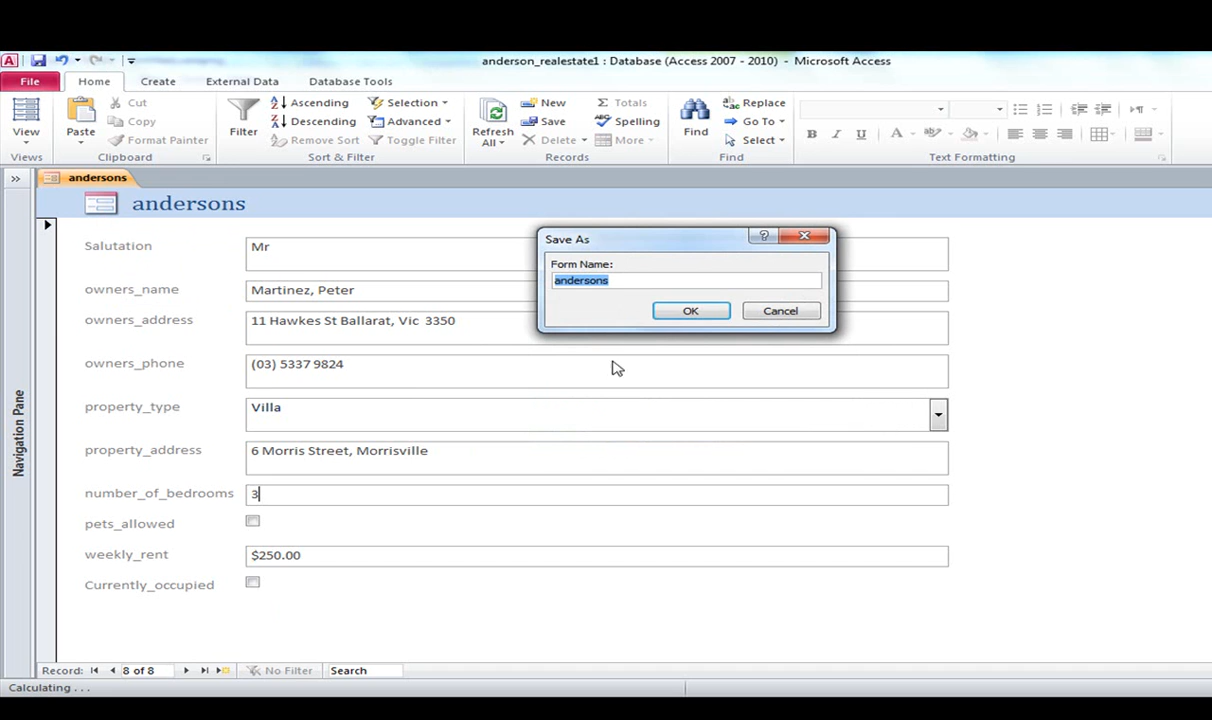 anderson_realestate1 : Database (Access 2007 - 2010) - Microsoft Access
File Home Create External Data Database Tools
View
Views
Paste
Cut
Copy
Format Painter
Clipboard
Filter
Ascending
Descending
Remove Sort
Selection
Advanced
Toggle Filter
Sort & Filter
Refresh
All
New
Save
Delete
Totals
Spelling
More
Records
Find
Replace
Go To
Select
Find
B I U A ab
Text Formatting
» andersons
andersons
Navigation Pane
Salutation Mr
owners_name Martinez, Peter
owners_address 11 Hawkes St Ballarat, Vic 3350
owners_phone (03) 5337 9824
property_type Villa
property_address 6 Morris Street, Morrisville
number_of_bedrooms 3
pets_allowed
weekly_rent $250.00
Currently_occupied
Save As
?
Form Name:
andersons
OK Cancel
Record: 8 of 8 No Filter Search
Calculating . . .